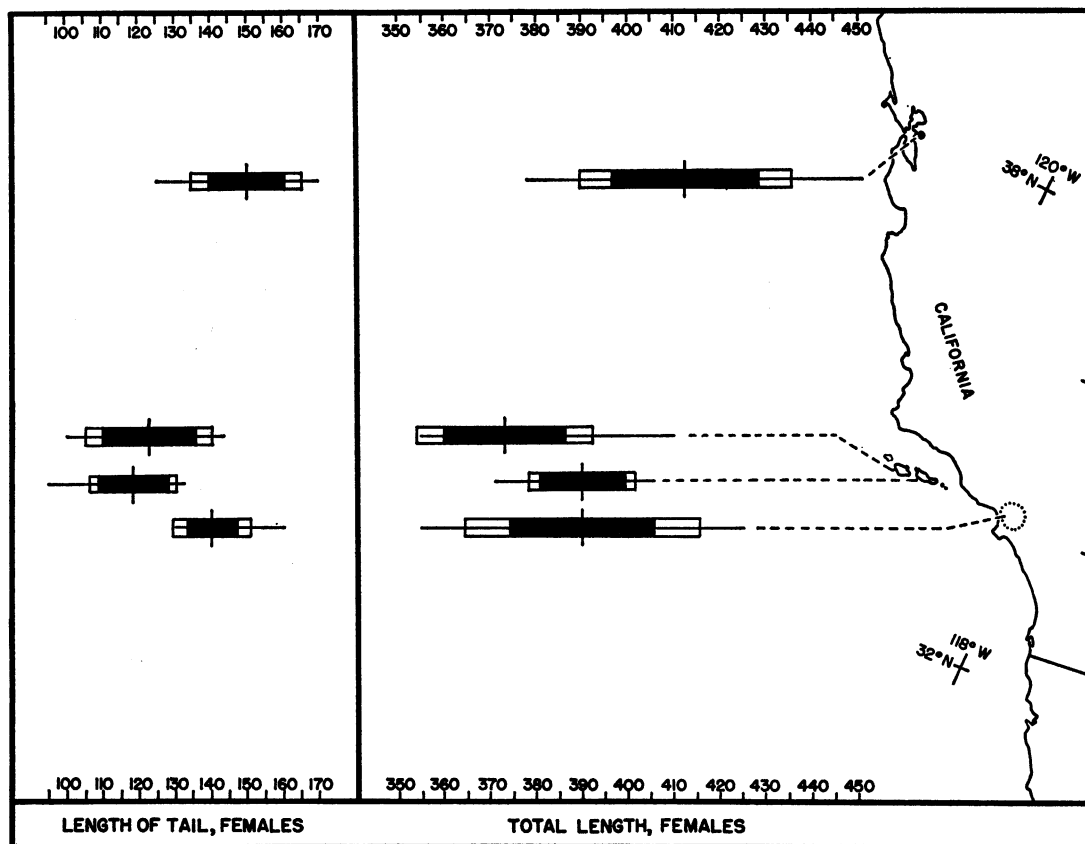 100 110 120 130 140 150 160 170
350 360 370 380 390 400 410 420 430 440 450
120° W
38° N
CALIFORNIA
118° W
32° N
100 110 120 130 140 150 160 170
350 360 370 380 390 400 410 420 430 440 450
LENGTH OF TAIL, FEMALES
TOTAL LENGTH, FEMALES